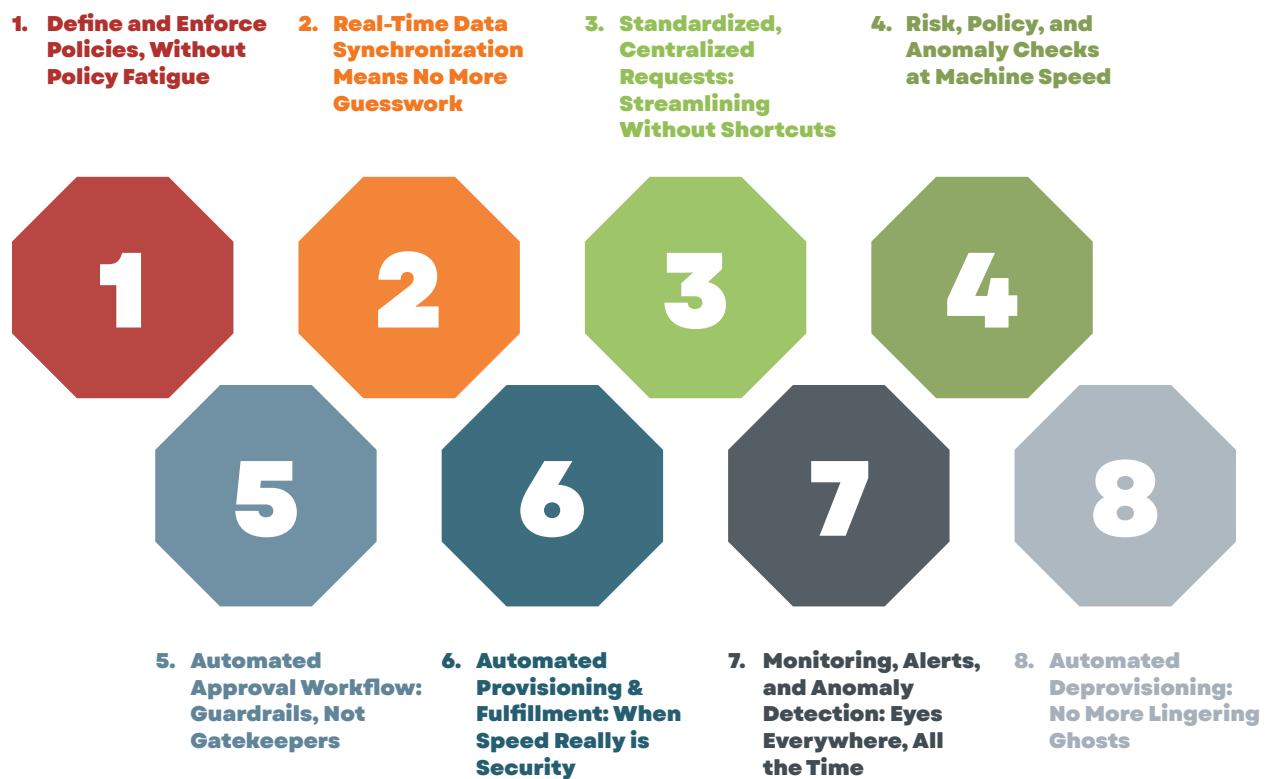 1. Define and Enforce
Policies, Without
Policy Fatigue
2. Real-Time Data
Synchronization
Means No More
Guesswork
3. Standardized,
Centralized
Requests:
Streamlining
Without Shortcuts
4. Risk, Policy, and
Anomaly Checks
at Machine Speed
1
2
3
4
5
6
7
8
5. Automated
Approval Workflow:
Guardrails, Not
Gatekeepers
6. Automated
Provisioning &
Fulfillment: When
Speed Really is
Security
7. Monitoring, Alerts,
and Anomaly
Detection: Eyes
Everywhere, All
the Time
8. Automated
Deprovisioning:
No More Lingering
Ghosts